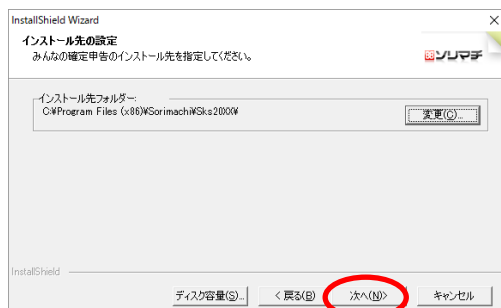 InstallShield Wizard
インストール先の設定
みんなの確定申告のインストール先を指定してください。
ソリマチ
インストール先フォルダー:
C:¥Program Files (x86)¥Sorimachi¥Sks20XX¥
変更(C)...
InstallShield
ディスク容量(S)...
< 戻る(B)
次へ(N)>
キャンセル